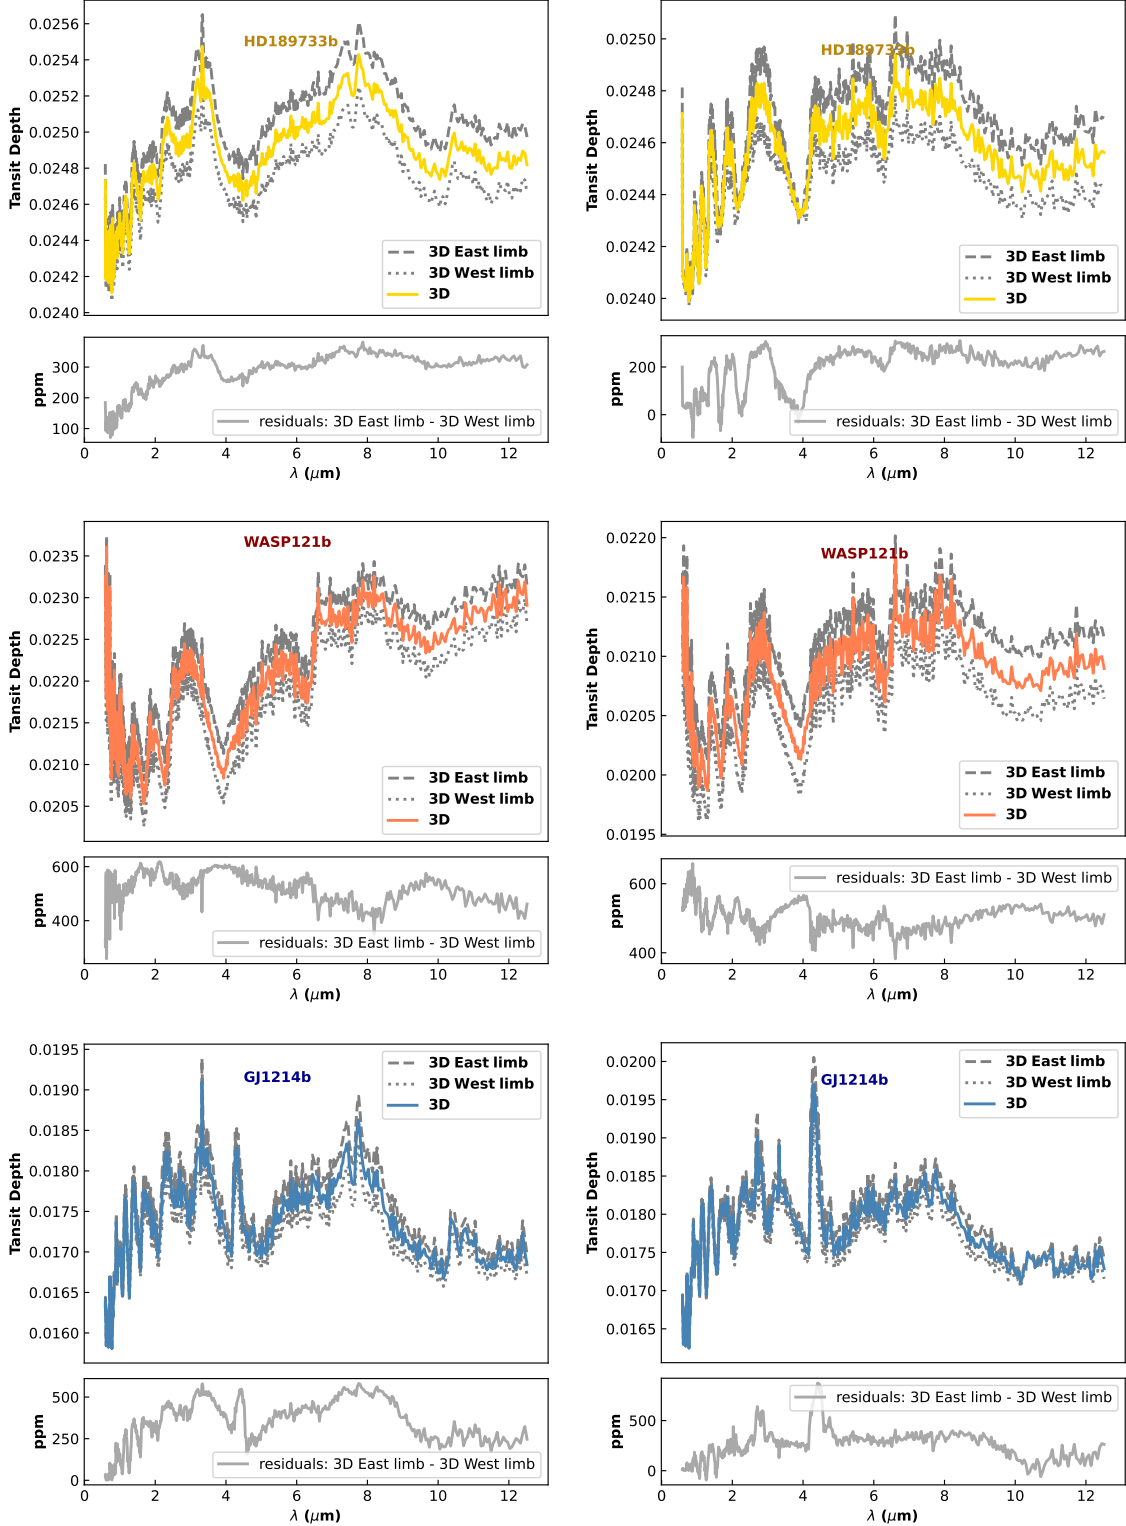 0.0256
0.0254
0.0252
0.0250
0.0248
0.0246
0.0244
0.0242
0.0240
Tansit Depth
HD189733b
3D East limb
3D West limb
3D
300
200
100
ppm
residuals: 3D East limb - 3D West limb
0 2 4 6 8 10 12
λ (μm)
0.0250
0.0248
0.0246
0.0244
0.0242
0.0240
Tansit Depth
HD189733b
3D East limb
3D West limb
3D
200
0
ppm
residuals: 3D East limb - 3D West limb
0 2 4 6 8 10 12
λ (μm)
0.0235
0.0230
0.0225
0.0220
0.0215
0.0210
0.0205
Tansit Depth
WASP121b
3D East limb
3D West limb
3D
600
400
ppm
residuals: 3D East limb - 3D West limb
0 2 4 6 8 10 12
λ (μm)
0.0220
0.0215
0.0210
0.0205
0.0200
0.0195
Tansit Depth
WASP121b
3D East limb
3D West limb
3D
600
400
ppm
residuals: 3D East limb - 3D West limb
0 2 4 6 8 10 12
λ (μm)
0.0195
0.0190
0.0185
0.0180
0.0175
0.0170
0.0165
0.0160
Tansit Depth
GJ1214b
3D East limb
3D West limb
3D
500
250
0
ppm
residuals: 3D East limb - 3D West limb
0 2 4 6 8 10 12
λ (μm)
0.0200
0.0195
0.0190
0.0185
0.0180
0.0175
0.0170
0.0165
Tansit Depth
GJ1214b
3D East limb
3D West limb
3D
500
0
ppm
residuals: 3D East limb - 3D West limb
0 2 4 6 8 10 12
λ (μm)